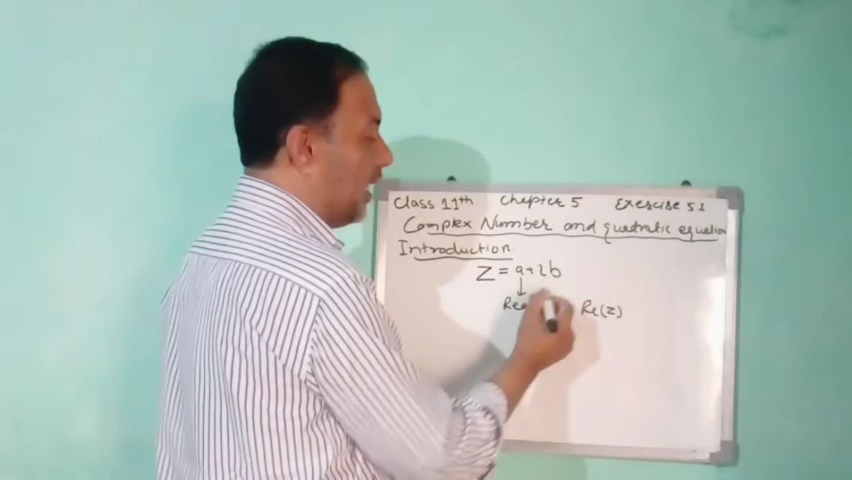 Class 11th Chapter 5 Exercise 5.1
Complex Number and quadratic equation
Introduction:
Z = a+ib
Re(z)